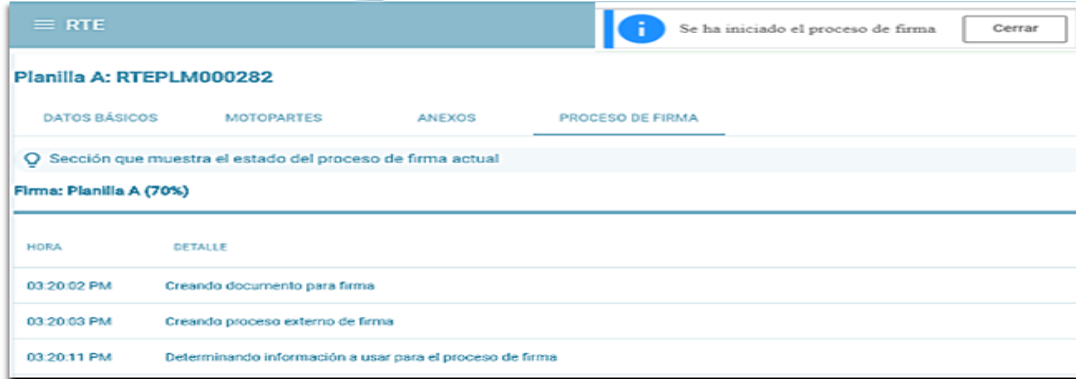 RTE
Se ha iniciado el proceso de firma
Cerrar
Planilla A: RTEPLM000282
DATOS BÁSICOS MOTOPARTES ANEXOS PROCESO DE FIRMA
Sección que muestra el estado del proceso de firma actual
Firma: Planilla A (70%)
HORA DETALLE
03:20:02 PM Creando documento para firma
03:20:03 PM Creando proceso externo de firma
03:20:11 PM Determinando información a usar para el proceso de firma